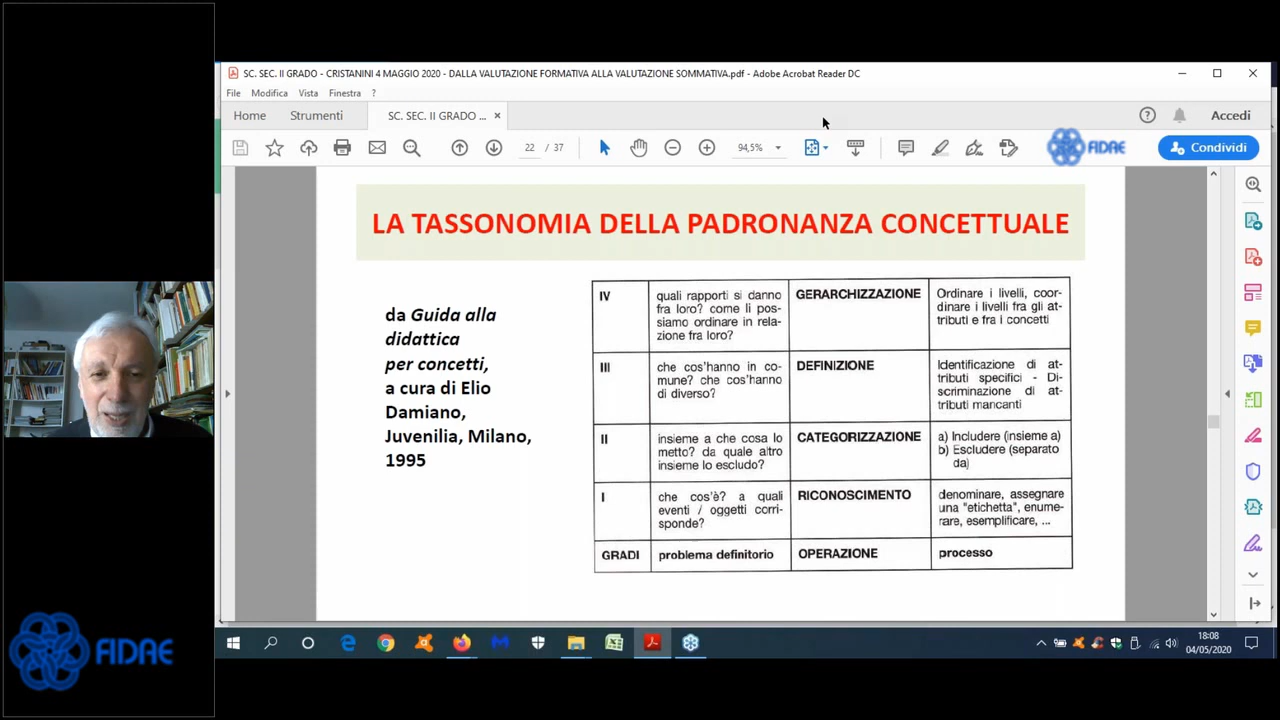 SC. SEC. II GRADO - CRISTANINI 4 MAGGIO 2020 - DALLA VALUTAZIONE FORMATIVA ALLA VALUTAZIONE SOMMATIVA.pdf - Adobe Acrobat Reader DC
File Modifica Vista Finestra ?
Home Strumenti SC. SEC. II GRADO ... × Accedi
22 / 37 94,5% FIDAE Condividi
LA TASSONOMIA DELLA PADRONANZA CONCETTUALE
da Guida alla
didattica
per concetti,
a cura di Elio
Damiano,
Juvenilia, Milano,
1995
IV
quali rapporti si danno
fra loro? come li pos-
siamo ordinare in rela-
zione fra loro?
GERARCHIZZAZIONE
Ordinare i livelli, coor-
dinare i livelli fra gli at-
tributi e fra i concetti
III
che cos'hanno in co-
mune? che cos'hanno
di diverso?
DEFINIZIONE
Identificazione di at-
tributi specifici - Di-
scriminazione di at-
tributi mancanti
II
insieme a che cosa lo
metto? da quale altro
insieme lo escludo?
CATEGORIZZAZIONE
a) Includere (insieme a)
b) Escludere (separato
da)
I
che cos'è? a quali
eventi / oggetti corri-
sponde?
RICONOSCIMENTO
denominare, assegnare
una "etichetta", enume-
rare, esemplificare, ...
GRADI problema definitorio OPERAZIONE processo
FIDAE
18:08
04/05/2020